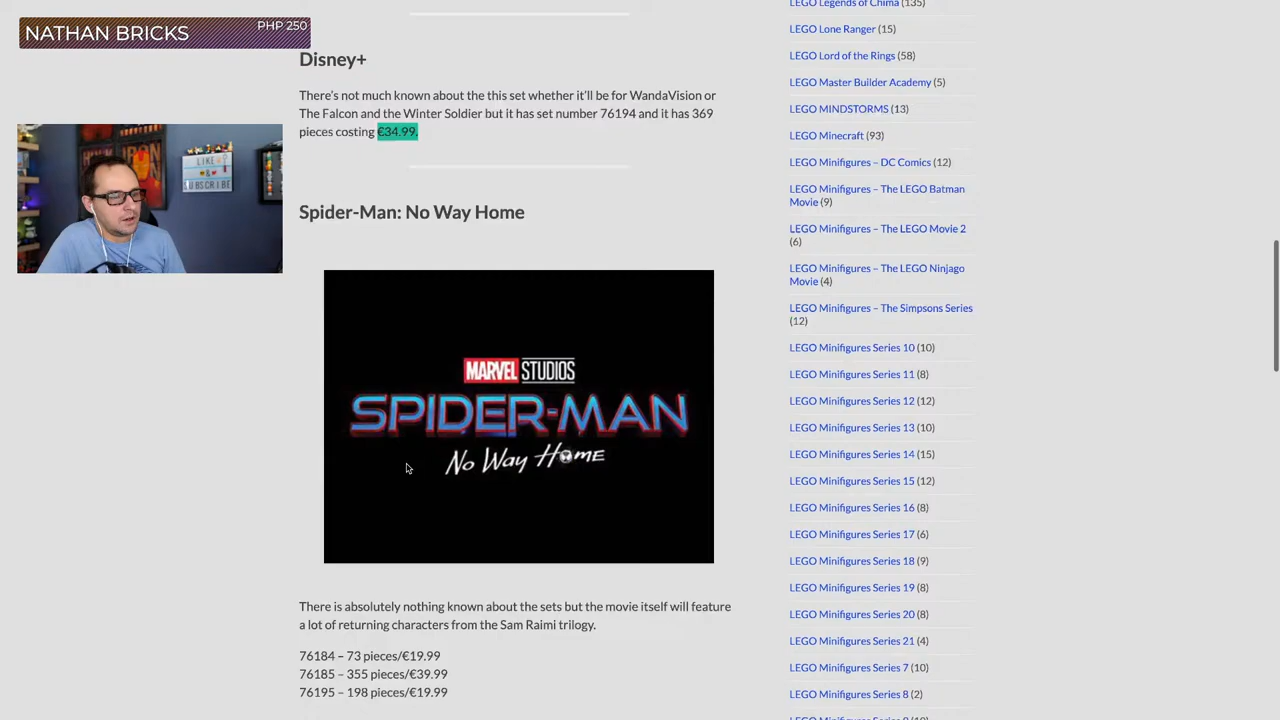 NATHAN BRICKS
PHP 250
LIKE
&
SUBSCRIBE
Disney+
There's not much known about the this set whether it'll be for WandaVision or
The Falcon and the Winter Soldier but it has set number 76194 and it has 369
pieces costing €34.99.
Spider-Man: No Way Home
MARVEL STUDIOS
SPIDER-MAN
No Way Home
There is absolutely nothing known about the sets but the movie itself will feature
a lot of returning characters from the Sam Raimi trilogy.
76184 – 73 pieces/€19.99
76185 – 355 pieces/€39.99
76195 – 198 pieces/€19.99
LEGO Legends of Chima (135)
LEGO Lone Ranger (15)
LEGO Lord of the Rings (58)
LEGO Master Builder Academy (5)
LEGO MINDSTORMS (13)
LEGO Minecraft (93)
LEGO Minifigures – DC Comics (12)
LEGO Minifigures – The LEGO Batman
Movie (9)
LEGO Minifigures – The LEGO Movie 2
(6)
LEGO Minifigures – The LEGO Ninjago
Movie (4)
LEGO Minifigures – The Simpsons Series
(12)
LEGO Minifigures Series 10 (10)
LEGO Minifigures Series 11 (8)
LEGO Minifigures Series 12 (12)
LEGO Minifigures Series 13 (10)
LEGO Minifigures Series 14 (15)
LEGO Minifigures Series 15 (12)
LEGO Minifigures Series 16 (8)
LEGO Minifigures Series 17 (6)
LEGO Minifigures Series 18 (9)
LEGO Minifigures Series 19 (8)
LEGO Minifigures Series 20 (8)
LEGO Minifigures Series 21 (4)
LEGO Minifigures Series 7 (10)
LEGO Minifigures Series 8 (2)